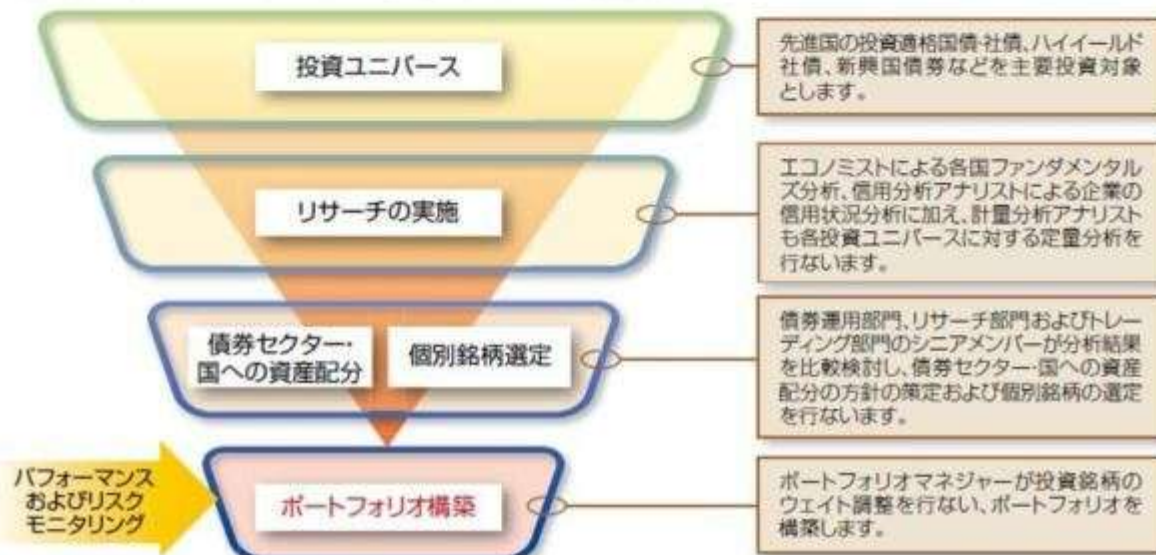 投資ユニバース
先進国の投資適格国債・社債、ハイイールド
社債、新興国債券などを主要投資対象
とします。
リサーチの実施
エコノミストによる各国ファンダメンタル
ズ分析、信用分析アナリストによる企業の
信用状況分析に加え、計量分析アナリスト
も各投資ユニバースに対する定量分析を
行ないます。
債券セクター・
国への資産配分
個別銘柄選定
債券運用部門、リサーチ部門およびトレー
ディング部門のシニアメンバーが分析結果
を比較検討し、債券セクター・国への資産
配分の方針の策定および個別銘柄の選定
を行ないます。
パフォーマンス
およびリスク
モニタリング
ポートフォリオ構築
ポートフォリオマネジャーが投資銘柄の
ウェイト調整を行ない、ポートフォリオを
構築します。